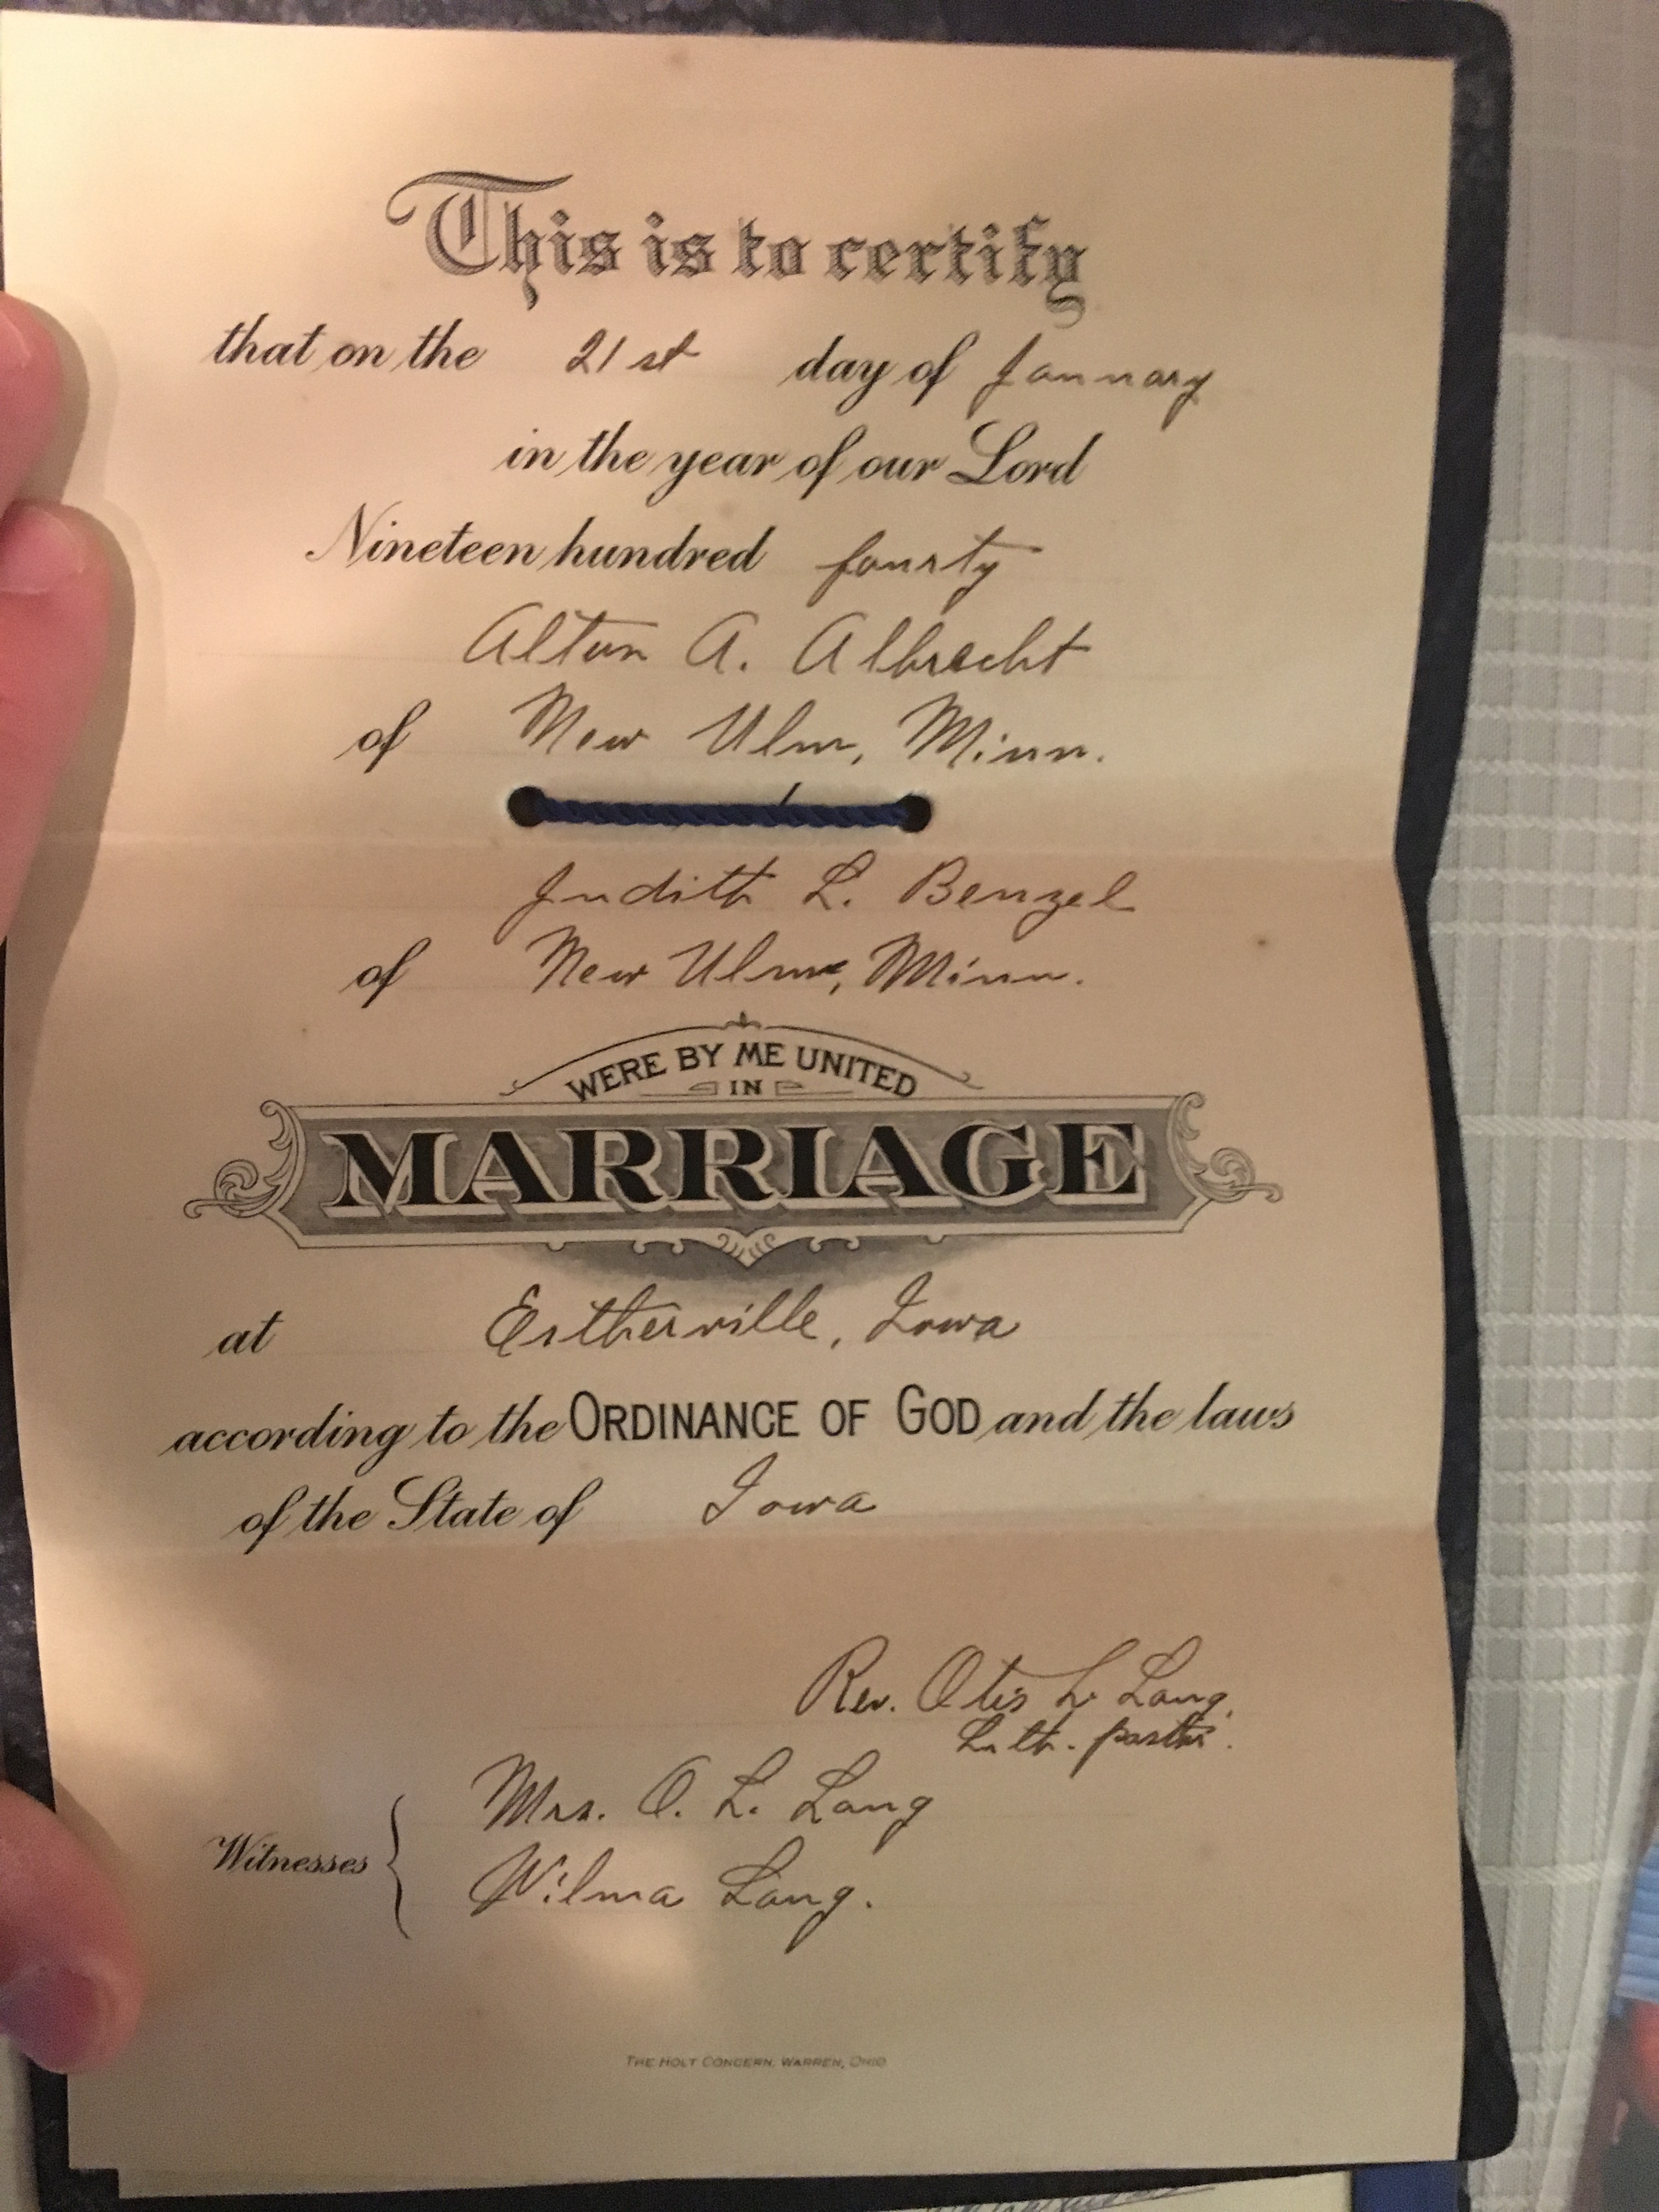 This is to certify
that on the 21st day of January
in the year of our Lord
Nineteen hundred fourty
Alton A. Albrecht
of New Ulm, Minn.
Judith L. Benzel
of New Ulm, Minn.
WERE BY ME UNITED
IN
MARRIAGE
at Estherville, Iowa
according to the ORDINANCE OF GOD and the laws
of the State of Iowa
Rev. Otis L. Lang,
Luth. pastor.
Mrs. O. L. Lang
Witnesses
Wilma Lang.
THE HOLT CONCERN, WARREN, OHIO